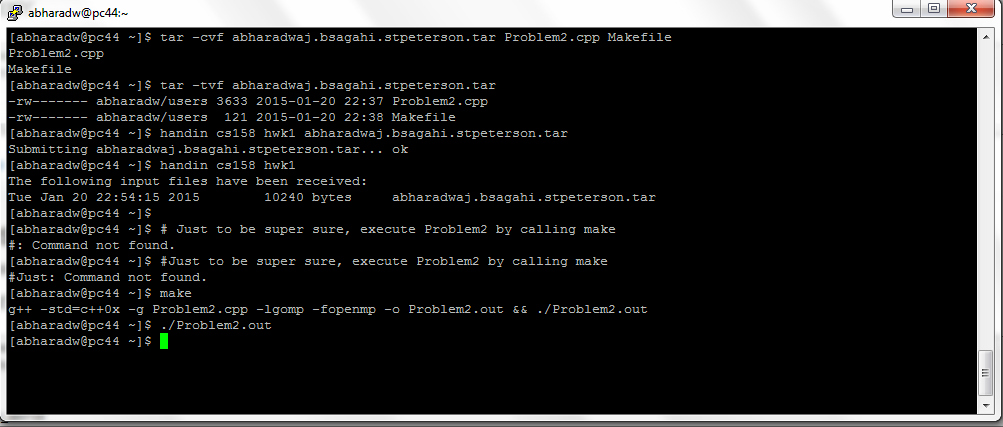 abharadw@pc44:~
[abharadw@pc44 ~]$ tar -cvf abharadwaj.bsagahi.stpeterson.tar Problem2.cpp Makefile
Problem2.cpp
Makefile
[abharadw@pc44 ~]$ tar -tvf abharadwaj.bsagahi.stpeterson.tar
-rw------- abharadw/users 3633 2015-01-20 22:37 Problem2.cpp
-rw------- abharadw/users  121 2015-01-20 22:38 Makefile
[abharadw@pc44 ~]$ handin cs158 hwk1 abharadwaj.bsagahi.stpeterson.tar
Submitting abharadwaj.bsagahi.stpeterson.tar... ok
[abharadw@pc44 ~]$ handin cs158 hwk1
The following input files have been received:
Tue Jan 20 22:54:15 2015        10240 bytes     abharadwaj.bsagahi.stpeterson.tar
[abharadw@pc44 ~]$
[abharadw@pc44 ~]$ # Just to be super sure, execute Problem2 by calling make
#: Command not found.
[abharadw@pc44 ~]$ #Just to be super sure, execute Problem2 by calling make
#Just: Command not found.
[abharadw@pc44 ~]$ make
g++ -std=c++0x -g Problem2.cpp -lgomp -fopenmp -o Problem2.out && ./Problem2.out
[abharadw@pc44 ~]$ ./Problem2.out
[abharadw@pc44 ~]$